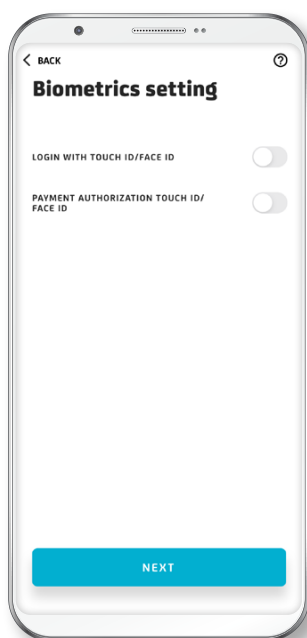 BACK
Biometrics setting
LOGIN WITH TOUCH ID/FACE ID
PAYMENT AUTHORIZATION TOUCH ID/
FACE ID
NEXT